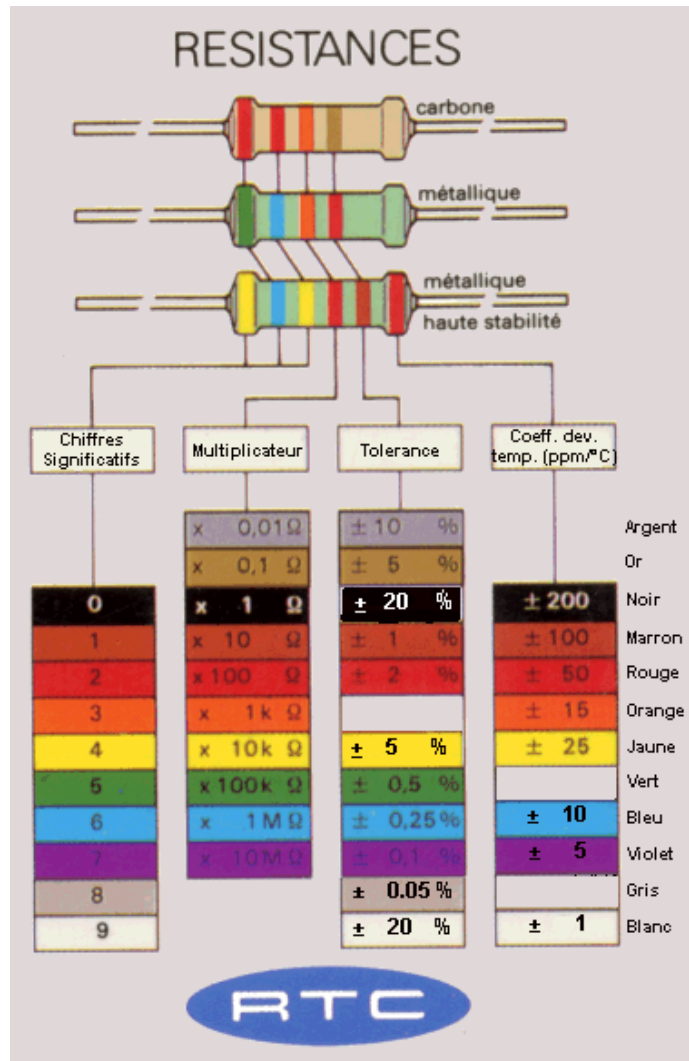 RESISTANCES
carbone
métallique
métallique
haute stabilité
Chiffres
Significatifs
Multiplicateur
Tolerance
Coeff. dev.
temp. (ppm/°C)
x 0,01 Ω ± 10 % Argent
x 0,1 Ω ± 5 % Or
0 x 1 Ω ± 20 % ± 200 Noir
1 x 10 Ω ± 1 % ± 100 Marron
2 x 100 Ω ± 2 % ± 50 Rouge
3 x 1k Ω ± 15 Orange
4 x 10k Ω ± 5 % ± 25 Jaune
5 x 100k Ω ± 0,5 % Vert
6 x 1M Ω ± 0,25 % ± 10 Bleu
7 x 10M Ω ± 0,1 % ± 5 Violet
8 ± 0.05 % Gris
9 ± 20 % ± 1 Blanc
RTC